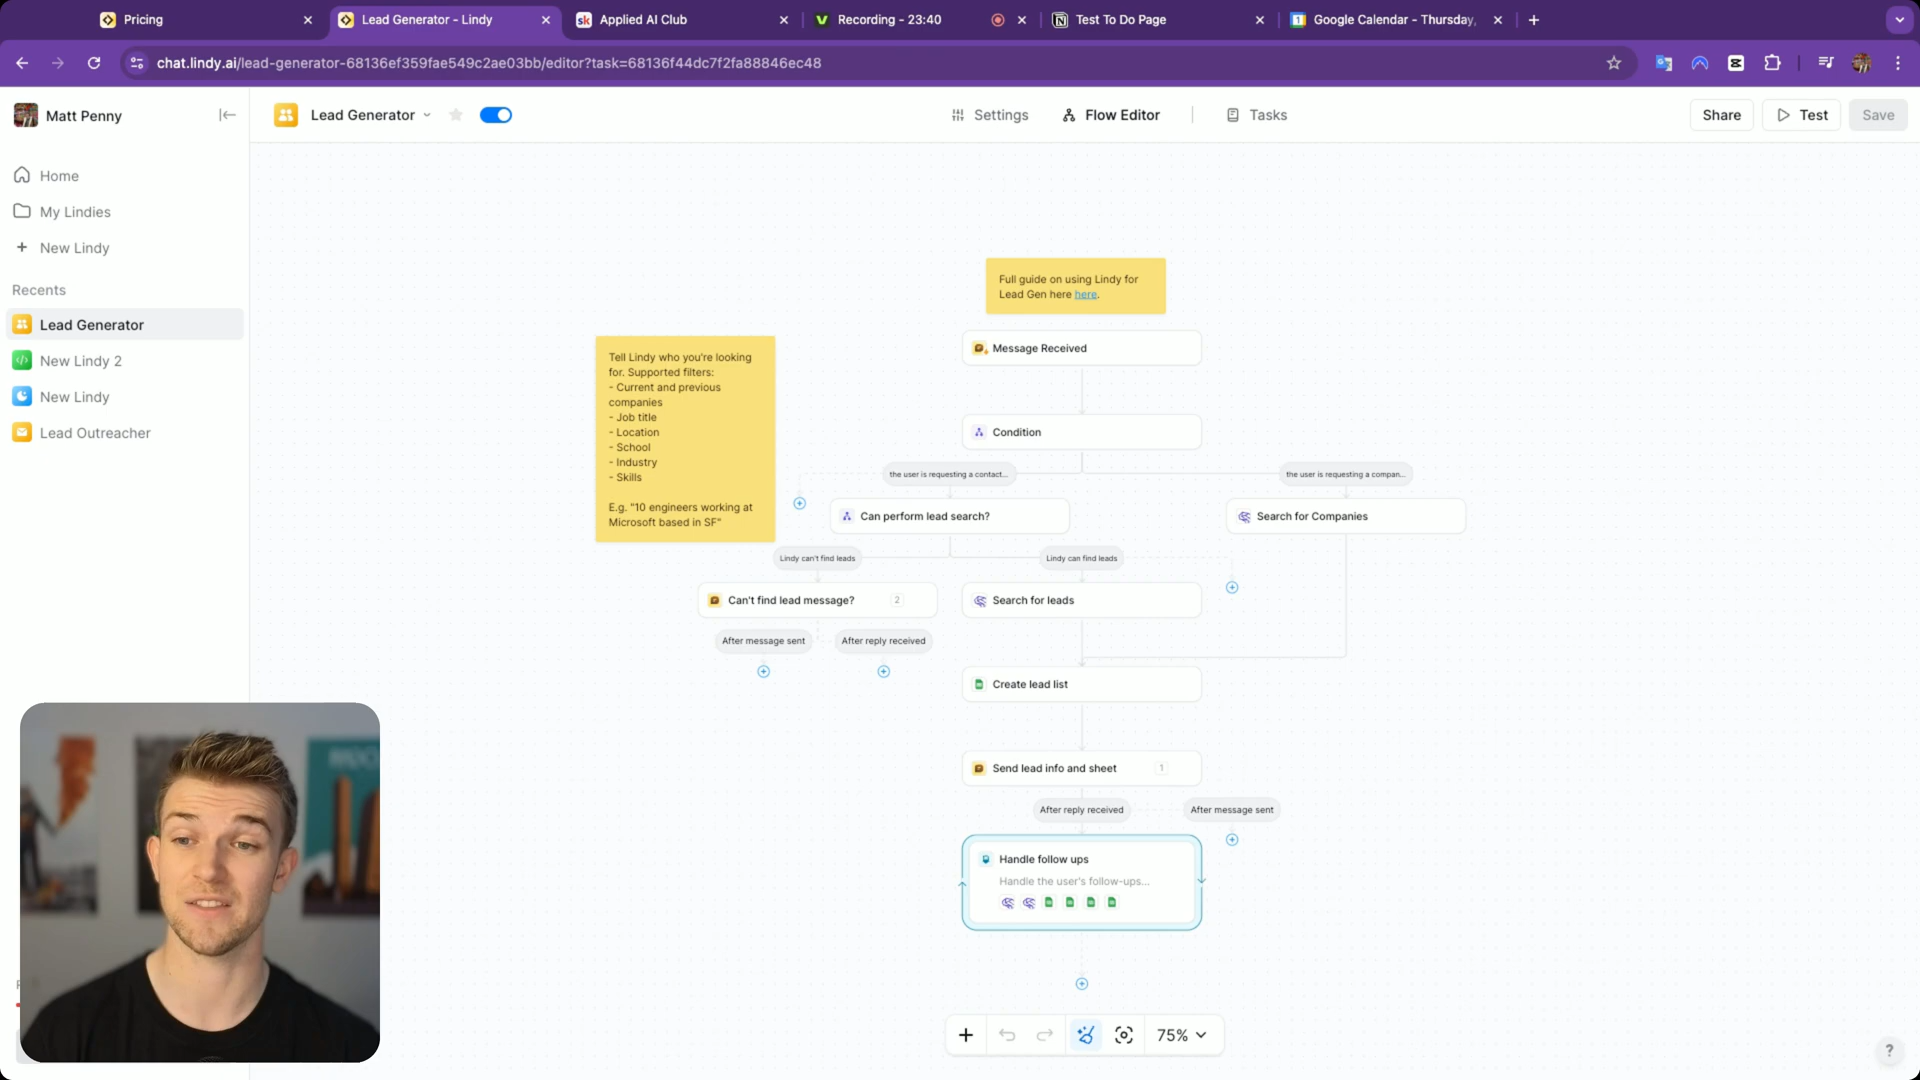 Pricing
Lead Generator - Lindy
sk Applied AI Club
Recording - 23:40
Test To Do Page
Google Calendar - Thursday,
chat.lindy.ai/lead-generator-68136ef359fae549c2ae03bb/editor?task=68136f44dc7f2fa88846ec48
Matt Penny
Lead Generator
Settings
Flow Editor
Tasks
Share
Test
Save
Home
My Lindies
New Lindy
Recents
Lead Generator
New Lindy 2
New Lindy
Lead Outreacher
Full guide on using Lindy for
Lead Gen here here.
Tell Lindy who you're looking
for. Supported filters:
- Current and previous
companies
- Job title
- Location
- School
- Industry
- Skills
E.g. "10 engineers working at
Microsoft based in SF"
Message Received
Condition
the user is requesting a contact...
the user is requesting a compan...
Can perform lead search?
Search for Companies
Lindy can't find leads
Lindy can find leads
Can't find lead message? 2
Search for leads
After message sent
After reply received
Create lead list
Send lead info and sheet 1
After reply received
After message sent
Handle follow ups
Handle the user's follow-ups...
75%
?